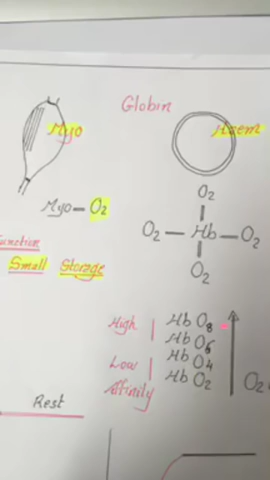 Globin
Myo
Haem
Myo – O₂
O₂
O₂ – Hb – O₂
O₂
Function
Small Storage
High
Hb O₈
Hb O₆
Low
Hb O₄
Hb O₂
Affinity
O₂
Rest